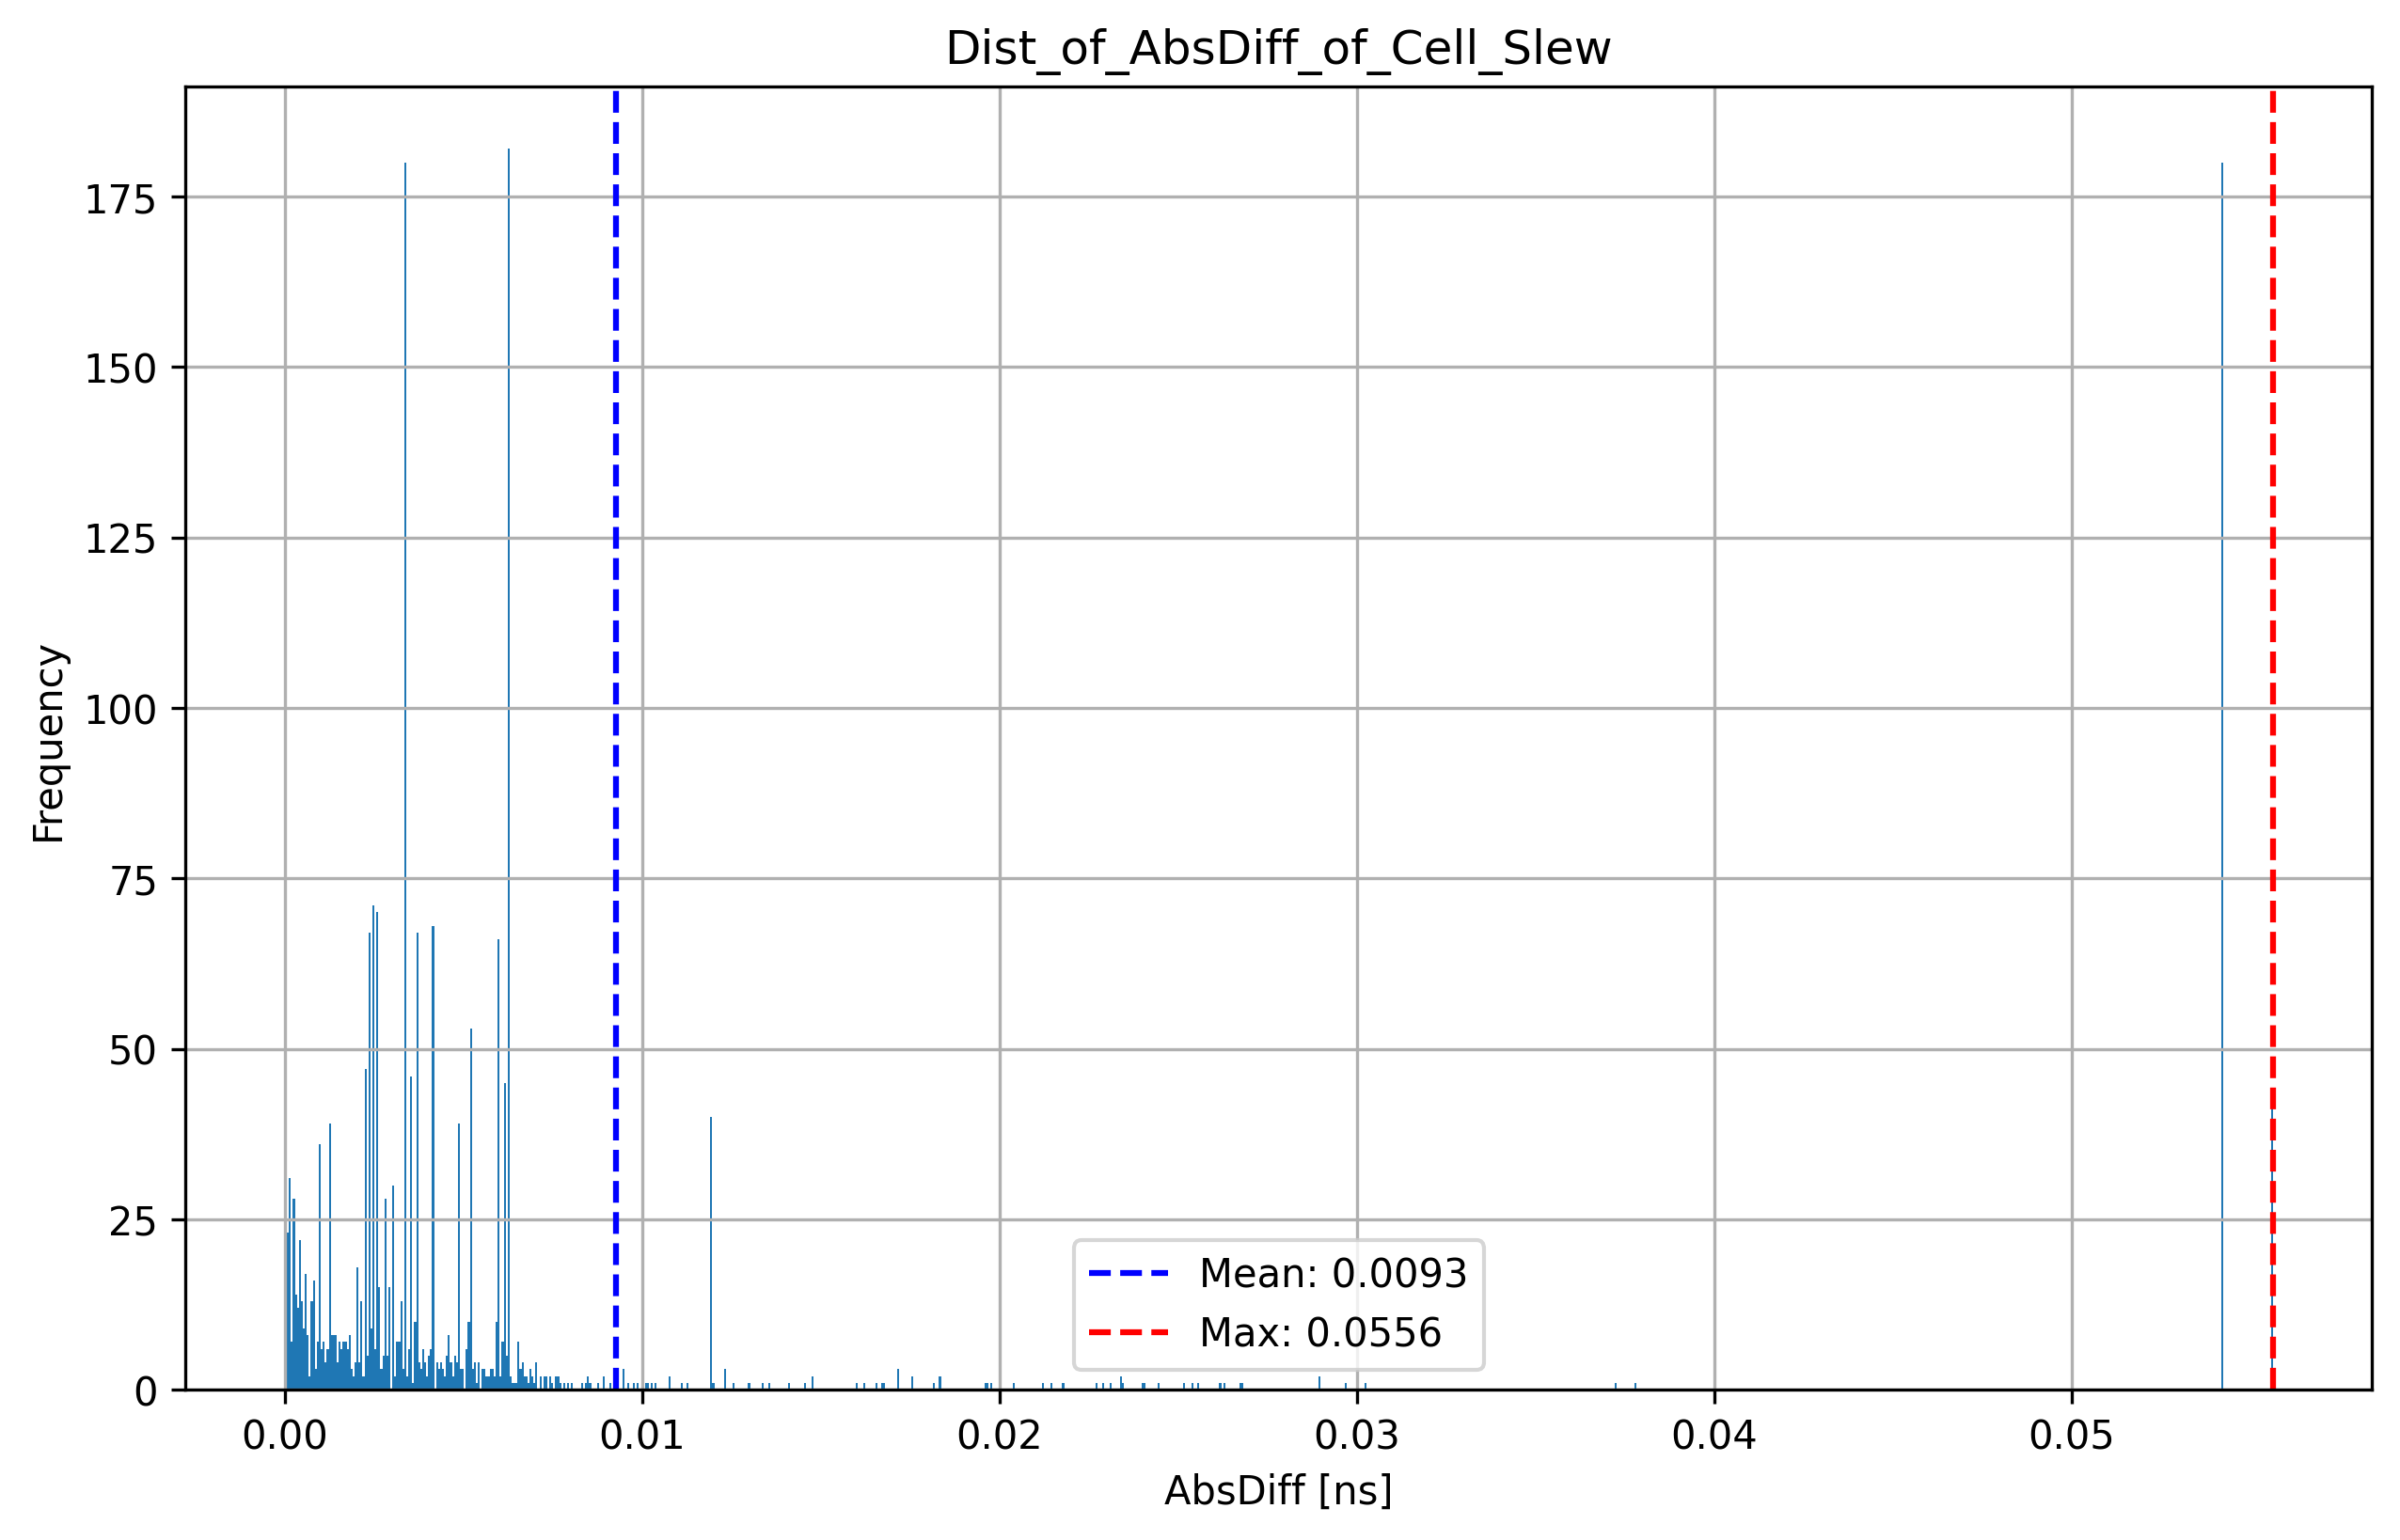 Dist_of_AbsDiff_of_Cell_Slew
Frequency
175
150
125
100
75
50
25
0
0.00 0.01 0.02 0.03 0.04 0.05
AbsDiff [ns]
Mean: 0.0093
Max: 0.0556